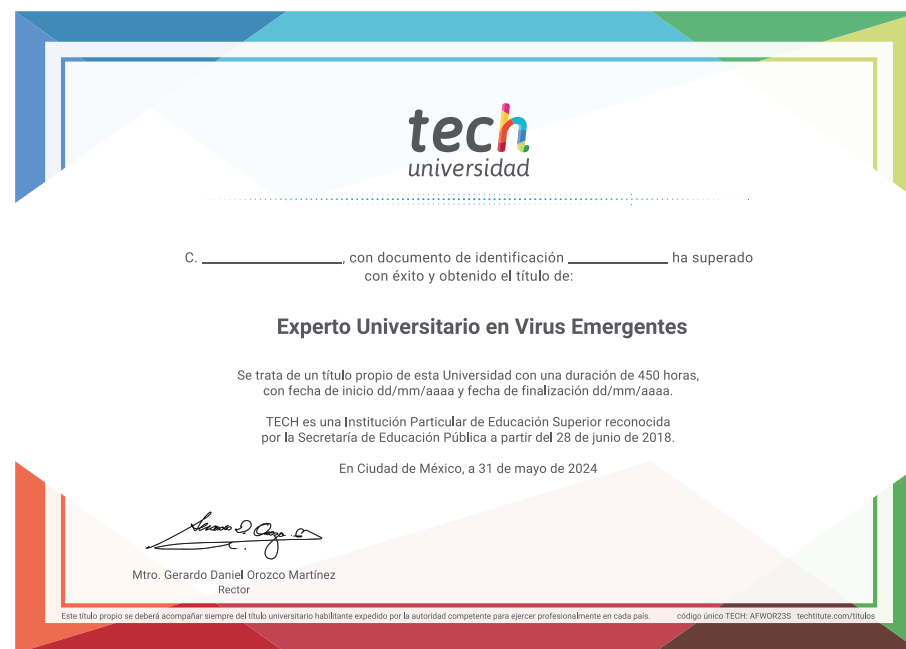 tech
universidad
C. ____________, con documento de identificación ____________ ha superado
con éxito y obtenido el título de:
Experto Universitario en Virus Emergentes
Se trata de un título propio de esta Universidad con una duración de 450 horas,
con fecha de inicio dd/mm/aaaa y fecha de finalización dd/mm/aaaa.
TECH es una Institución Particular de Educación Superior reconocida
por la Secretaría de Educación Pública a partir del 28 de junio de 2018.
En Ciudad de México, a 31 de mayo de 2024
Mtro. Gerardo Daniel Orozco Martínez
Rector
Este título propio se deberá acompañar siempre del título universitario habilitante expedido por la autoridad competente para ejercer profesionalmente en cada país. código único TECH: AFWOR23S techtitute.com/titulos